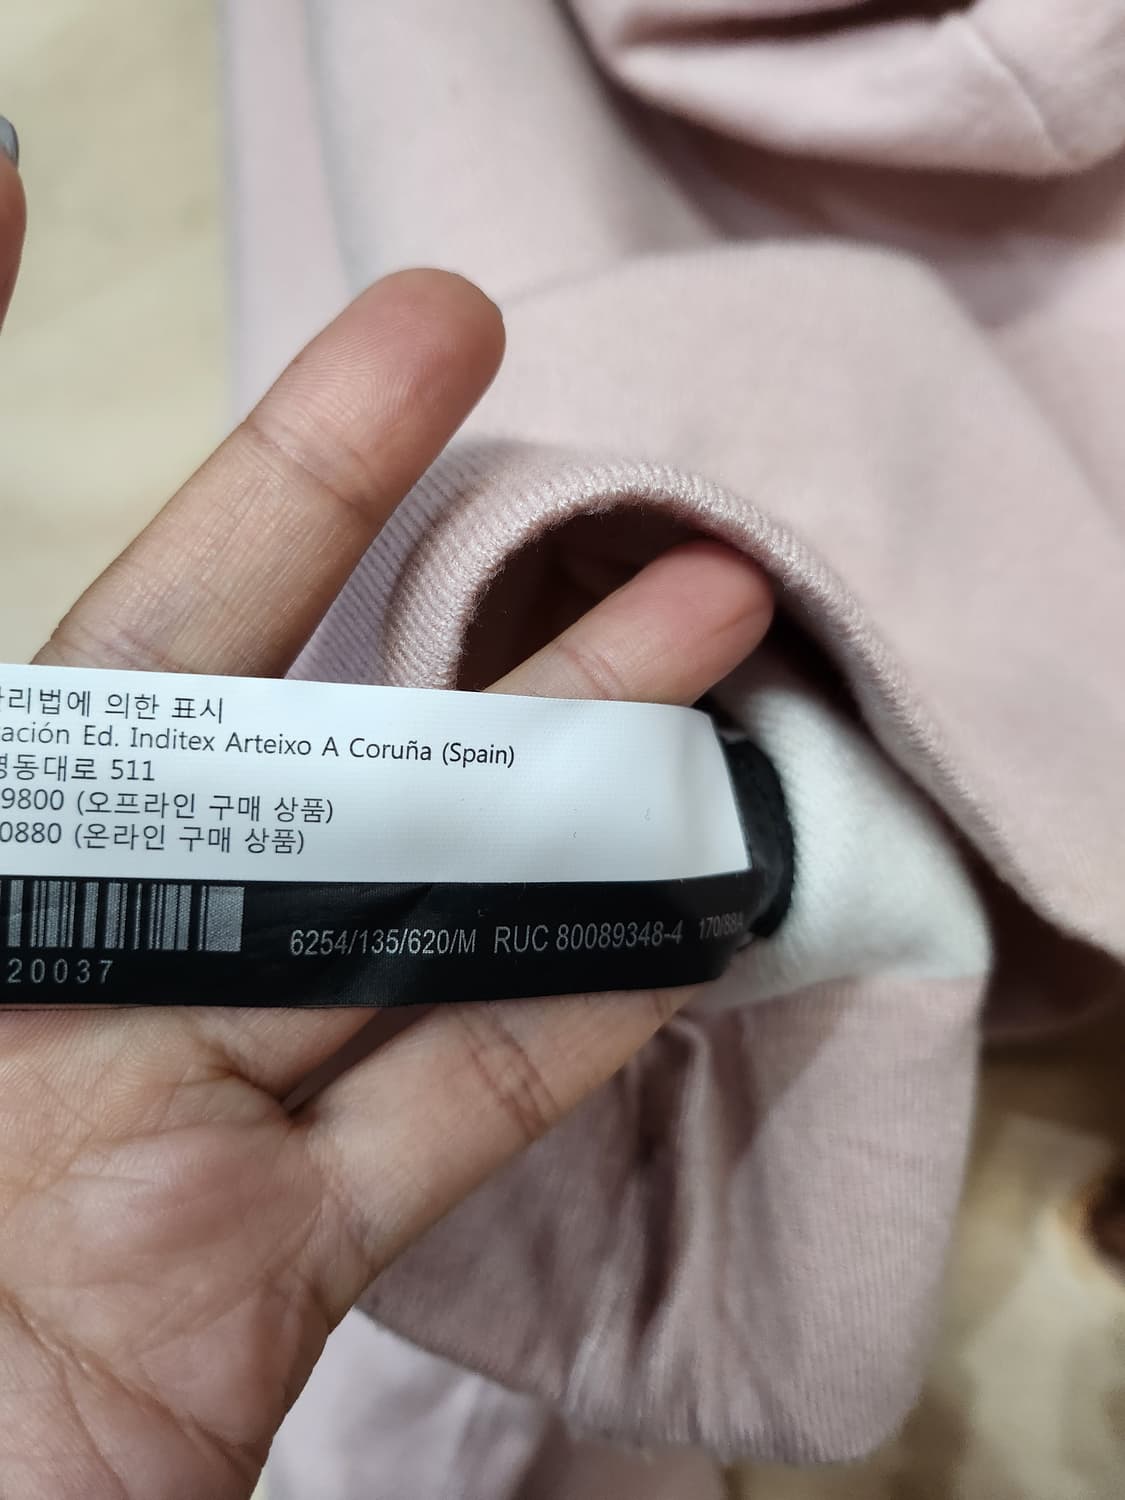 리법에 의한 표시
ación Ed. Inditex Arteixo A Coruña (Spain)
동대로 511
9800 (오프라인 구매 상품)
0880 (온라인 구매 상품)
6254/135/620/M RUC 80089348-4 170/88A
20037